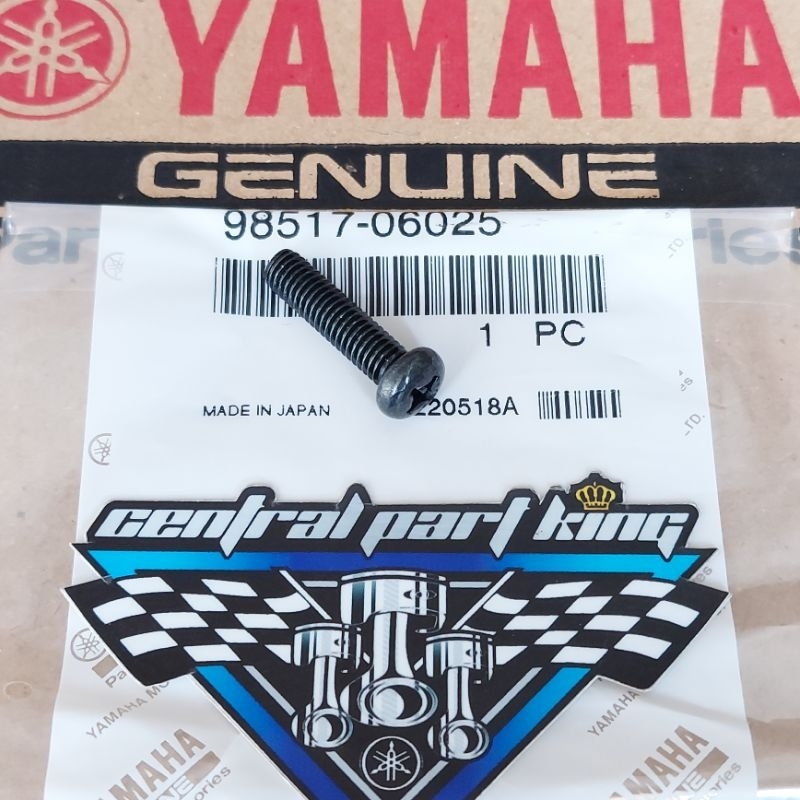 YAMAHA
GENUINE
98517-06025
1 PC
MADE IN JAPAN
220518A
central part king
YAMAHA